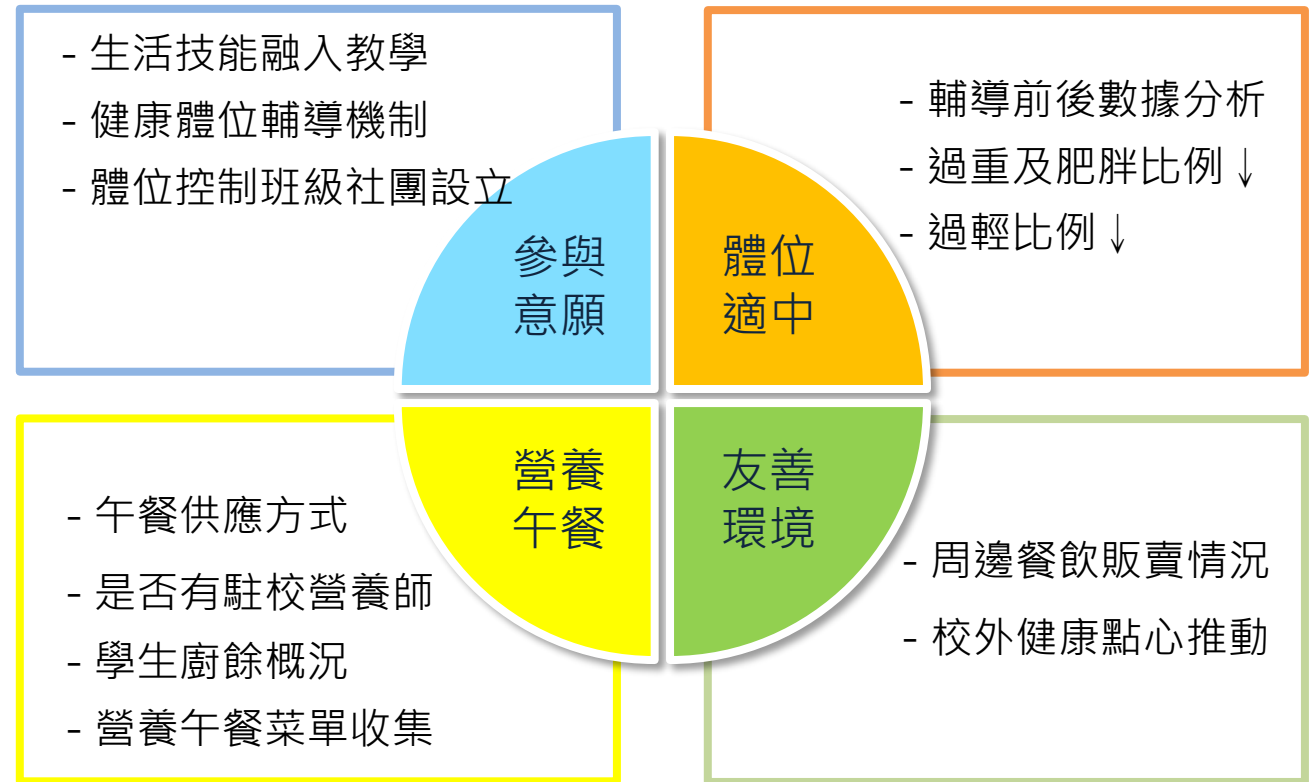 - 生活技能融入教學
- 健康體位輔導機制
- 體位控制班級社團設立
- 輔導前後數據分析
- 過重及肥胖比例↓
- 過輕比例↓
參與
意願
體位
適中
營養
午餐
友善
環境
- 午餐供應方式
- 是否有駐校營養師
- 學生廚餘概況
- 營養午餐菜單收集
- 周邊餐飲販賣情況
- 校外健康點心推動